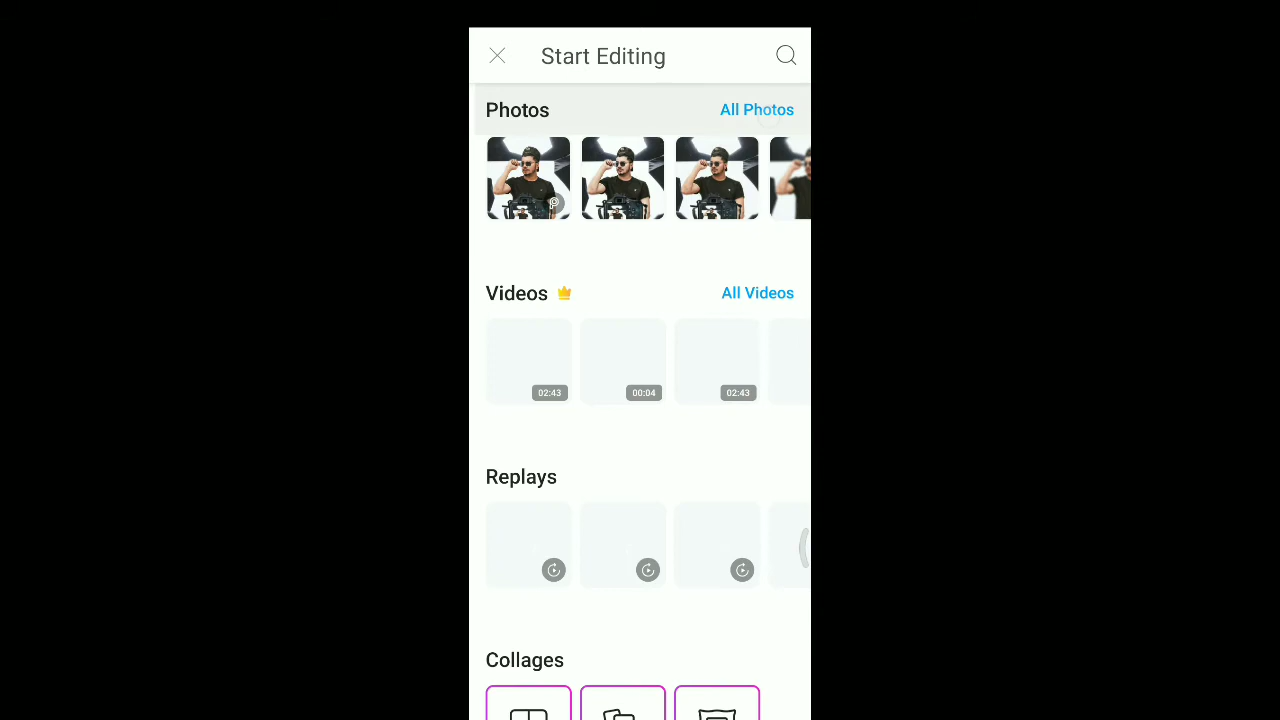 Start Editing
Photos All Photos
Videos All Videos
02:43 00:04 02:43
Replays
Collages